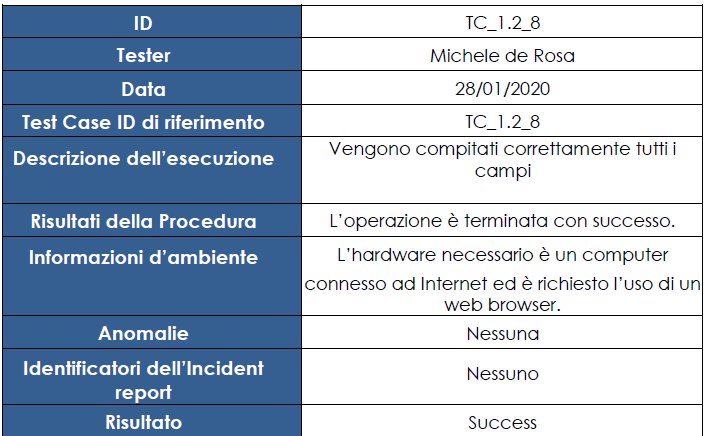 ID TC_1.2_8
Tester Michele de Rosa
Data 28/01/2020
Test Case ID di riferimento TC_1.2_8
Descrizione dell’esecuzione Vengono compitati correttamente tutti i
campi
Risultati della Procedura L’operazione è terminata con successo.
Informazioni d’ambiente L’hardware necessario è un computer
connesso ad Internet ed è richiesto l’uso di un
web browser.
Anomalie Nessuna
Identificatori dell’Incident
report Nessuno
Risultato Success